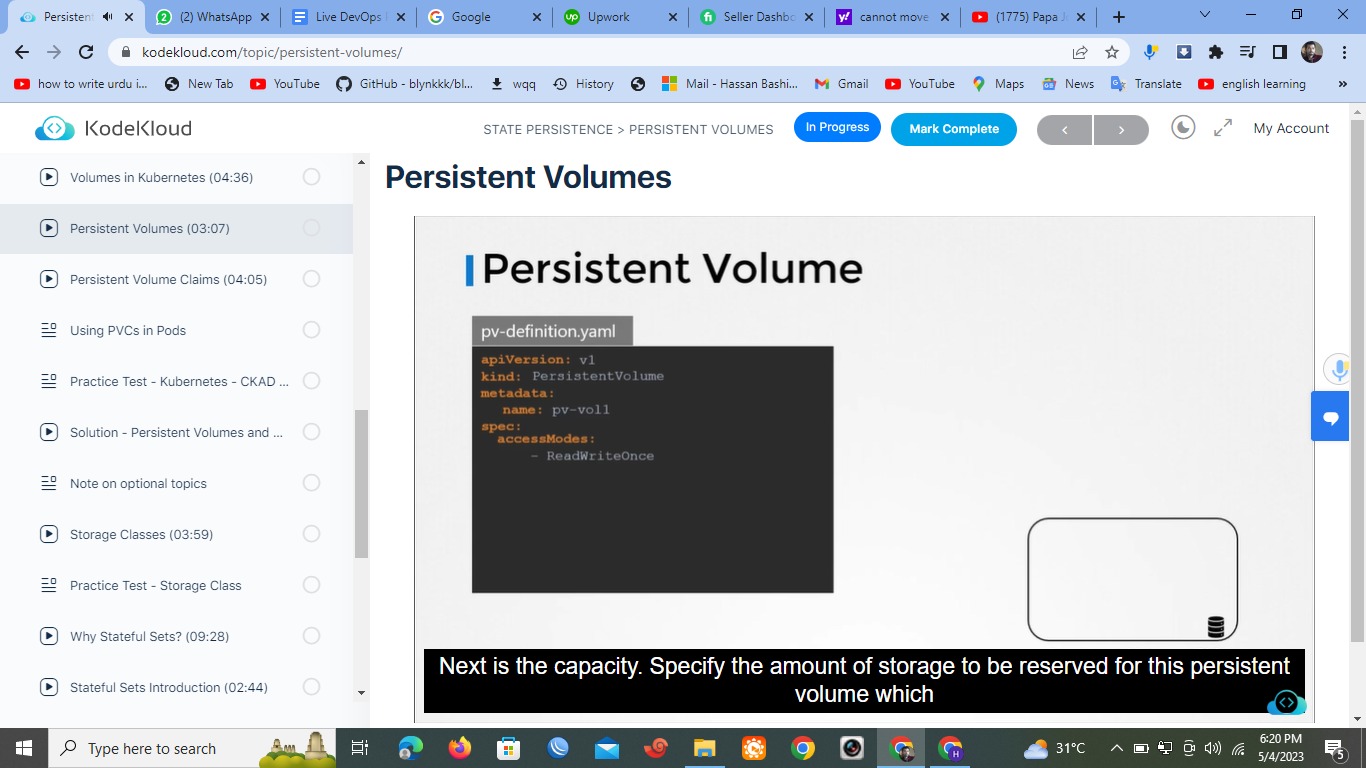 Persistent
(2) WhatsApp
Live DevOps
Google
Upwork
Seller Dashbo
cannot move
(1775) Papa J
kodekloud.com/topic/persistent-volumes/
how to write urdu i...
New Tab
YouTube
GitHub - blynkkk/bl...
wqq
History
Mail - Hassan Bashi...
Gmail
YouTube
Maps
News
Translate
english learning
»
KodeKloud
STATE PERSISTENCE > PERSISTENT VOLUMES
In Progress
Mark Complete
<
>
My Account
Volumes in Kubernetes (04:36)
Persistent Volumes (03:07)
Persistent Volume Claims (04:05)
Using PVCs in Pods
Practice Test - Kubernetes - CKAD ...
Solution - Persistent Volumes and ...
Note on optional topics
Storage Classes (03:59)
Practice Test - Storage Class
Why Stateful Sets? (09:28)
Stateful Sets Introduction (02:44)
Persistent Volumes
Persistent Volume
pv-definition.yaml
apiVersion: v1
kind: PersistentVolume
metadata:
name: pv-vol1
spec:
accessModes:
- ReadWriteOnce
Next is the capacity. Specify the amount of storage to be reserved for this persistent
volume which
Type here to search
31°C
6:20 PM
5/4/2023
5